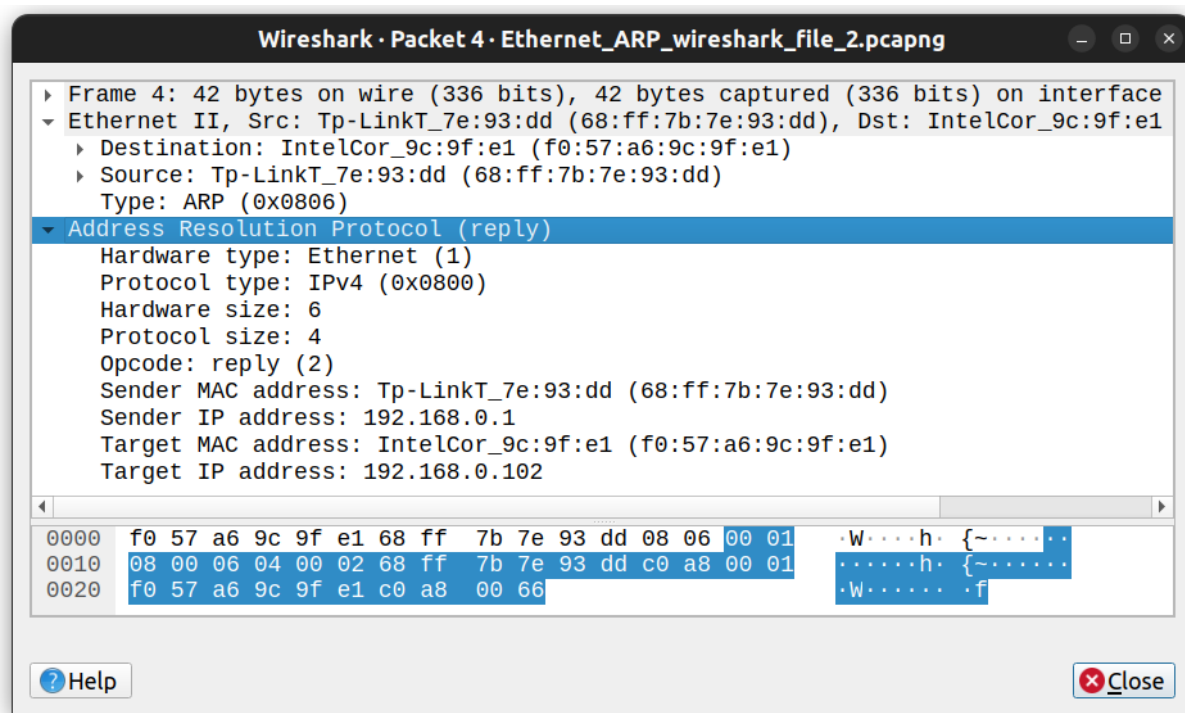 Wireshark · Packet 4 · Ethernet_ARP_wireshark_file_2.pcapng
Frame 4: 42 bytes on wire (336 bits), 42 bytes captured (336 bits) on interface
Ethernet II, Src: Tp-LinkT_7e:93:dd (68:ff:7b:7e:93:dd), Dst: IntelCor_9c:9f:e1
Destination: IntelCor_9c:9f:e1 (f0:57:a6:9c:9f:e1)
Source: Tp-LinkT_7e:93:dd (68:ff:7b:7e:93:dd)
Type: ARP (0x0806)
Address Resolution Protocol (reply)
Hardware type: Ethernet (1)
Protocol type: IPv4 (0x0800)
Hardware size: 6
Protocol size: 4
Opcode: reply (2)
Sender MAC address: Tp-LinkT_7e:93:dd (68:ff:7b:7e:93:dd)
Sender IP address: 192.168.0.1
Target MAC address: IntelCor_9c:9f:e1 (f0:57:a6:9c:9f:e1)
Target IP address: 192.168.0.102
0000 f0 57 a6 9c 9f e1 68 ff 7b 7e 93 dd 08 06 00 01 ·W····h· {~······
0010 08 00 06 04 00 02 68 ff 7b 7e 93 dd c0 a8 00 01 ······h· {~······
0020 f0 57 a6 9c 9f e1 c0 a8 00 66 ·W······ ·f
Help
Close